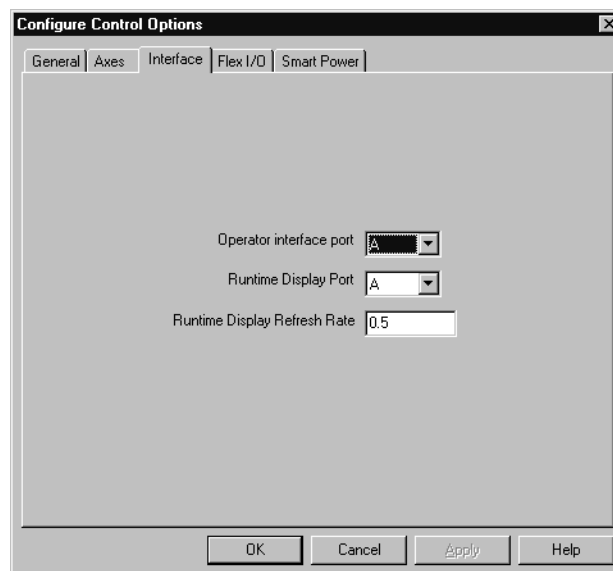 Configure Control Options
General Axes Interface Flex I/O Smart Power
Operator interface port A
Runtime Display Port A
Runtime Display Refresh Rate 0.5
OK Cancel Apply Help